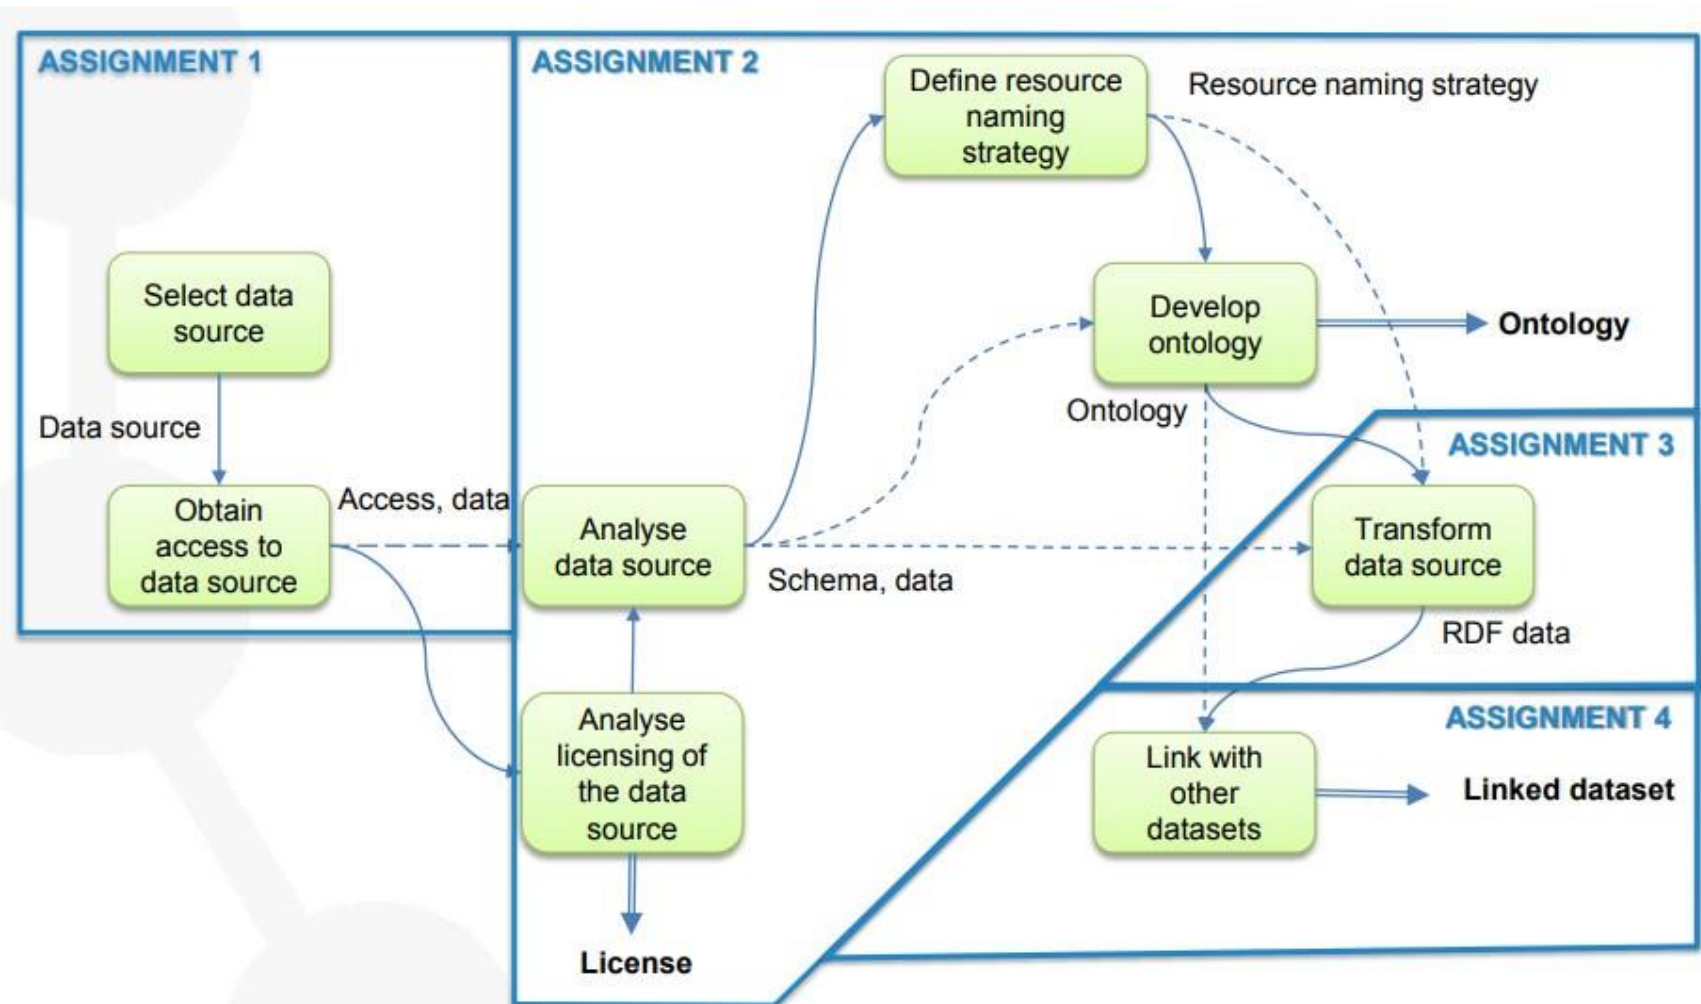 ASSIGNMENT 1
Select data
source
Data source
Obtain
access to
data source
Access, data
ASSIGNMENT 2
Define resource
naming
strategy
Resource naming strategy
Develop
ontology
Ontology
Ontology
Analyse
data source
Schema, data
Analyse
licensing of
the data
source
License
ASSIGNMENT 3
Transform
data source
RDF data
ASSIGNMENT 4
Link with
other
datasets
Linked dataset